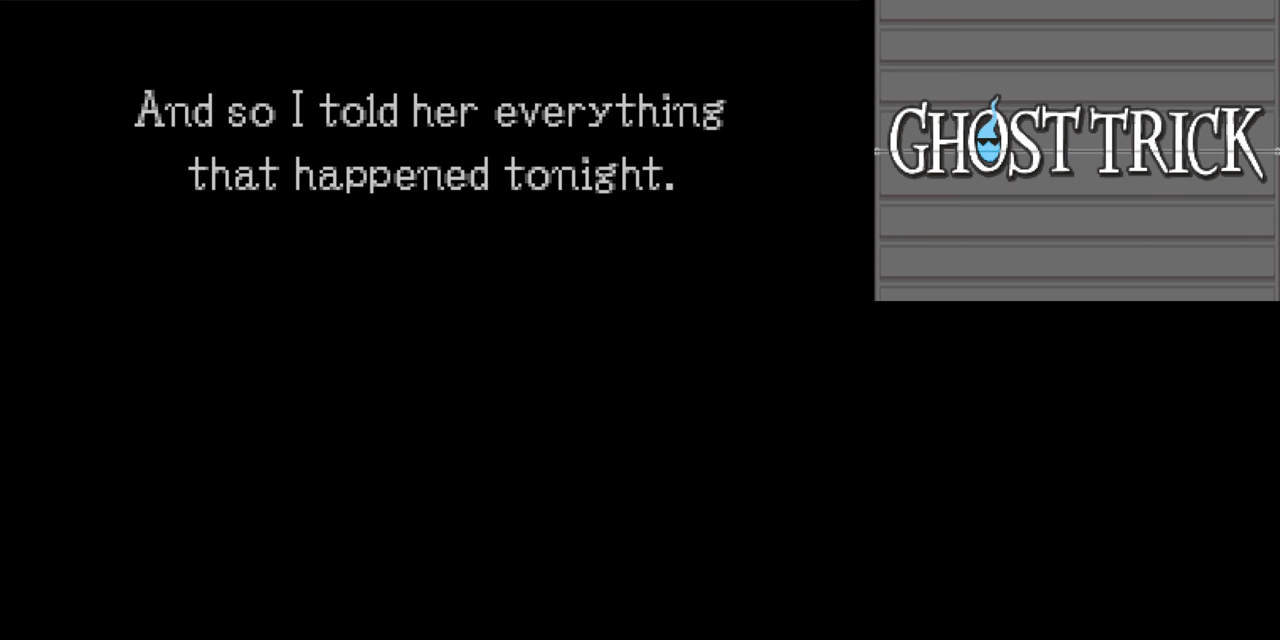 And so I told her everything
that happened tonight.
GHOST TRICK